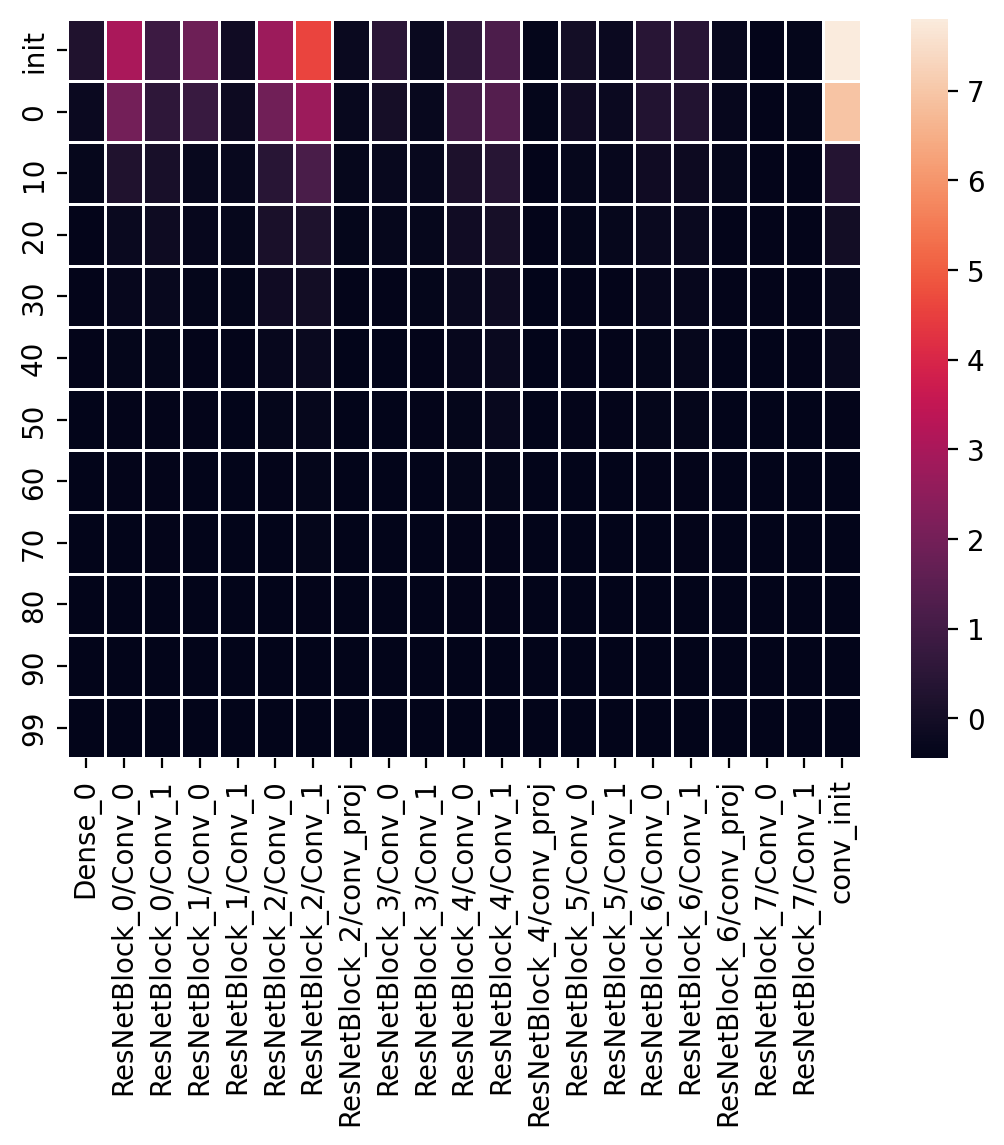 init
0
10
20
30
40
50
60
70
80
90
99
Dense_0
ResNetBlock_0/Conv_0
ResNetBlock_0/Conv_1
ResNetBlock_1/Conv_0
ResNetBlock_1/Conv_1
ResNetBlock_2/Conv_0
ResNetBlock_2/Conv_1
ResNetBlock_2/conv_proj
ResNetBlock_3/Conv_0
ResNetBlock_3/Conv_1
ResNetBlock_4/Conv_0
ResNetBlock_4/Conv_1
ResNetBlock_4/conv_proj
ResNetBlock_5/Conv_0
ResNetBlock_5/Conv_1
ResNetBlock_6/Conv_0
ResNetBlock_6/Conv_1
ResNetBlock_6/conv_proj
ResNetBlock_7/Conv_0
ResNetBlock_7/Conv_1
conv_init
7
6
5
4
3
2
1
0